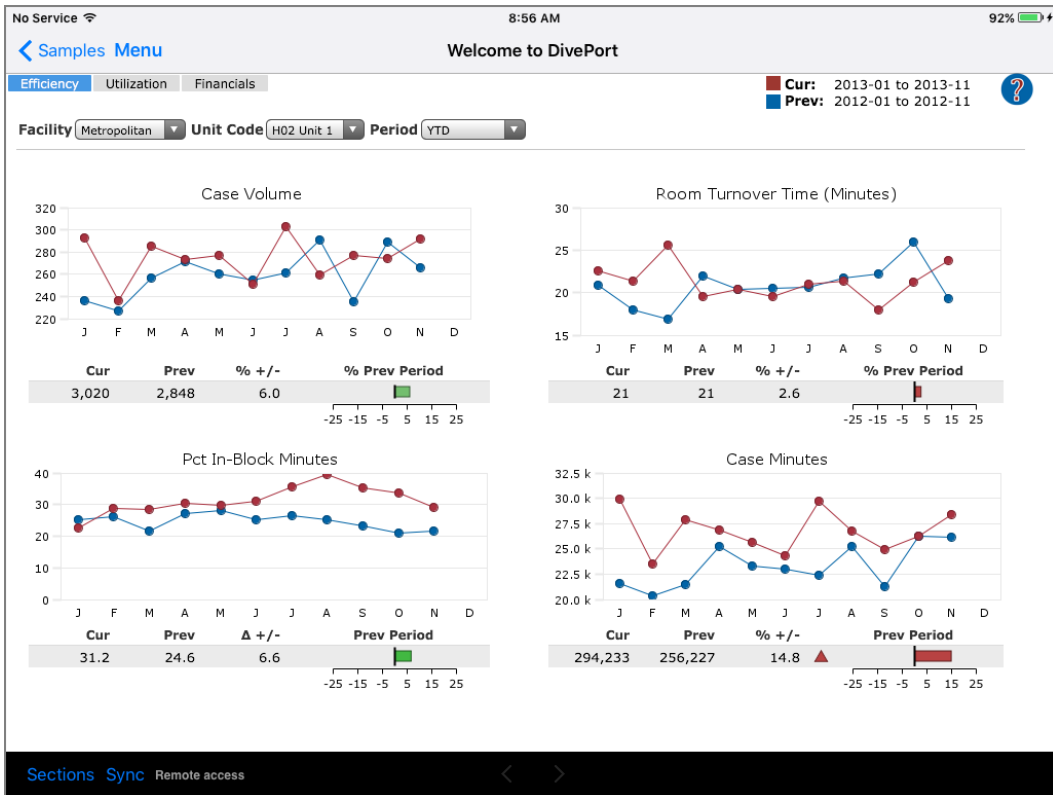 No Service 8:56 AM 92%
Samples Menu Welcome to DivePort
Efficiency Utilization Financials
Cur: 2013-01 to 2013-11
Prev: 2012-01 to 2012-11
?
Facility Metropolitan Unit Code H02 Unit 1 Period YTD
Case Volume
320
300
280
260
240
220
J F M A M J J A S O N D
Cur Prev % +/- % Prev Period
3,020 2,848 6.0
-25 -15 -5 5 15 25
Room Turnover Time (Minutes)
30
25
20
15
J F M A M J J A S O N D
Cur Prev % +/- % Prev Period
21 21 2.6
-25 -15 -5 5 15 25
Pct In-Block Minutes
40
30
20
10
0
J F M A M J J A S O N D
Cur Prev Δ +/- Prev Period
31.2 24.6 6.6
-25 -15 -5 5 15 25
Case Minutes
32.5 k
30.0 k
27.5 k
25.0 k
22.5 k
20.0 k
J F M A M J J A S O N D
Cur Prev % +/- Prev Period
294,233 256,227 14.8
-25 -15 -5 5 15 25
Sections Sync Remote access